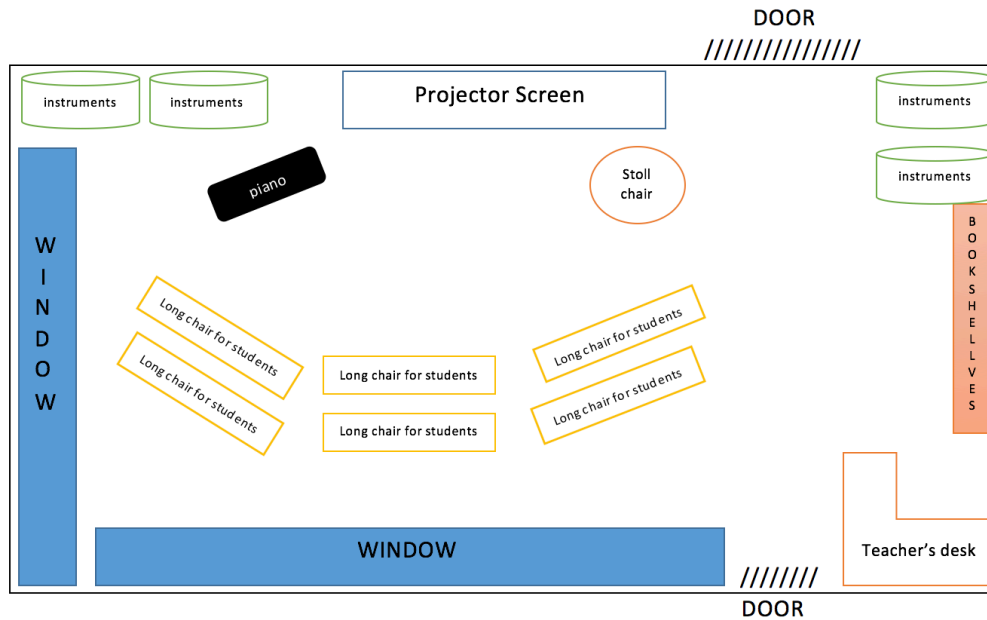 DOOR
instruments
instruments
Projector Screen
instruments
piano
Stoll
chair
instruments
WINDOW
BOOKSHELLVES
Long chair for students
Long chair for students
Long chair for students
Long chair for students
Long chair for students
Long chair for students
WINDOW
Teacher's desk
DOOR